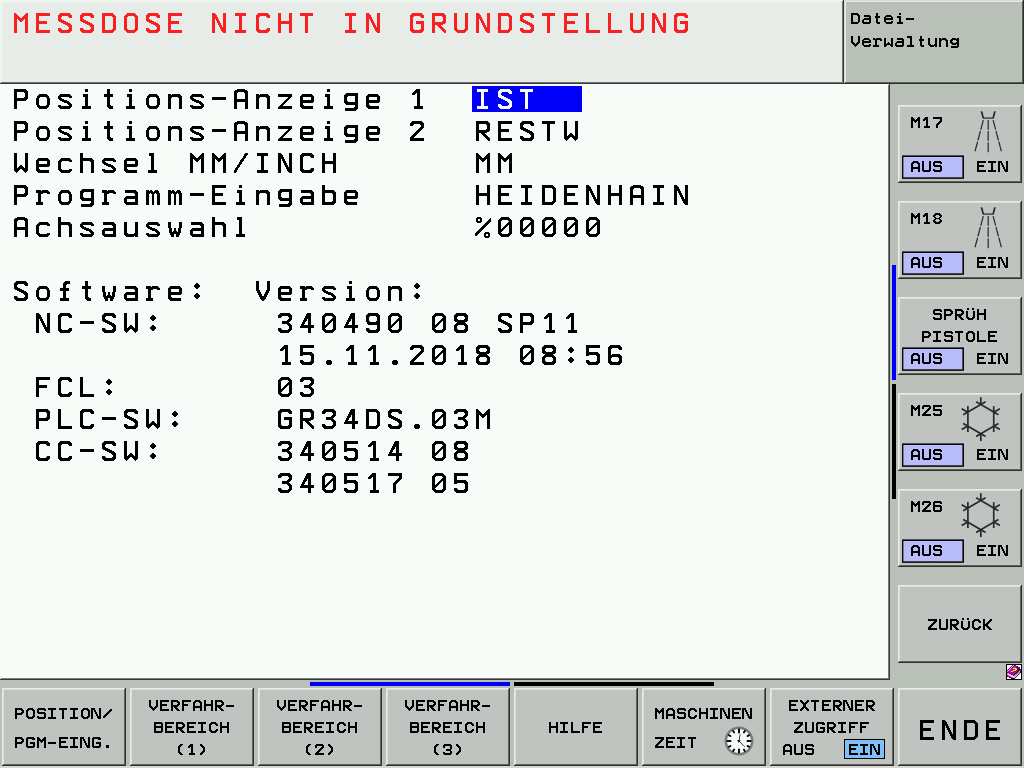 MESSDOSE NICHT IN GRUNDSTELLUNG
Datei-
Verwaltung
Positions-Anzeige 1 IST
Positions-Anzeige 2 RESTW
Wechsel MM/INCH MM
Programm-Eingabe HEIDENHAIN
Achsauswahl %00000
Software: Version:
NC-SW: 340490 08 SP11
15.11.2018 08:56
FCL: 03
PLC-SW: GR34DS.03M
CC-SW: 340514 08
340517 05
M17
AUS EIN
M18
AUS EIN
SPRÜH
PISTOLE
AUS EIN
M25
AUS EIN
M26
AUS EIN
ZURÜCK
POSITION/
PGM-EING.
VERFAHR-
BEREICH
(1)
VERFAHR-
BEREICH
(2)
VERFAHR-
BEREICH
(3)
HILFE
MASCHINEN
ZEIT
EXTERNER
ZUGRIFF
AUS EIN
ENDE